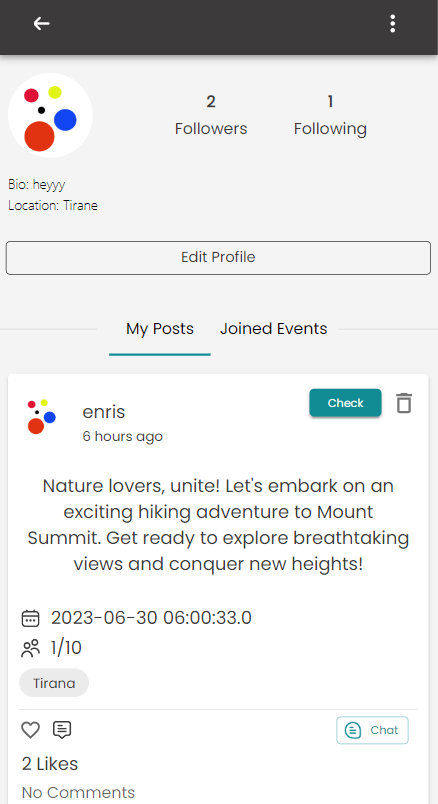 2 1
Followers Following
Bio: heyyy
Location: Tirane
Edit Profile
My Posts Joined Events
Check
enris
6 hours ago
Nature lovers, unite! Let's embark on an
exciting hiking adventure to Mount
Summit. Get ready to explore breathtaking
views and conquer new heights!
2023-06-30 06:00:33.0
1/10
Tirana
Chat
2 Likes
No Comments